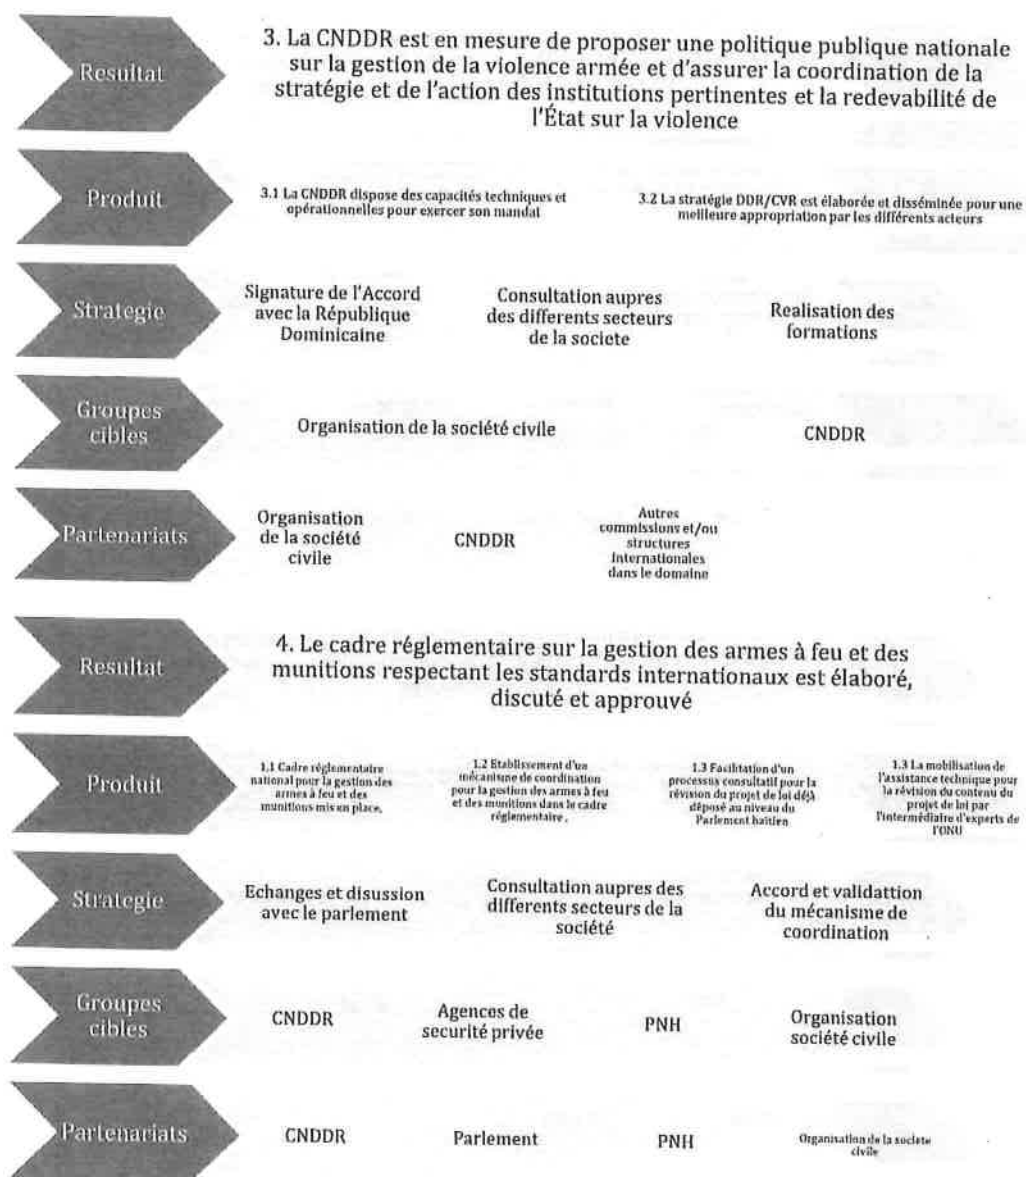 Resultat
3. La CNDDR est en mesure de proposer une politique publique nationale
sur la gestion de la violence armée et d'assurer la coordination de la
stratégie et de l'action des institutions pertinentes et la redevabilité de
l'État sur la violence
Produit
3.1 La CNDDR dispose des capacités techniques et
opérationnelles pour exercer son mandat
3.2 La stratégie DDR/CVR est élaborée et disséminée pour une
meilleure appropriation par les différents acteurs
Strategie
Signature de l'Accord
avec la République
Dominicaine
Consultation aupres
des differents secteurs
de la societe
Realisation des
formations
Groupes
cibles
Organisation de la société civile
CNDDR
Partenariats
Organisation
de la société
civile
CNDDR
Autres
commissions et/ou
structures
internationales
dans le domaine
Resultat
4. Le cadre réglementaire sur la gestion des armes à feu et des
munitions respectant les standards internationaux est élaboré,
discuté et approuvé
Produit
1.1 Cadre réglementaire
national pour la gestion des
armes à feu et des
munitions mis en place.
1.2 Etablissement d'un
mécanisme de coordination
pour la gestion des armes à feu
et des munitions dans le cadre
réglementaire .
1.3 Facilitation d'un
processus consultatif pour la
révision du projet de loi déjà
déposé au niveau du
Parlement haïtien
1.3 La mobilisation de
l'assistance technique pour
la révision du contenu du
projet de loi par
l'intermédiaire d'experts de
l'ONU
Strategie
Echanges et disussion
avec le parlement
Consultation aupres des
differents secteurs de la
société
Accord et validattion
du mécanisme de
coordination
Groupes
cibles
CNDDR
Agences de
securité privée
PNH
Organisation
société civile
Partenariats
CNDDR
Parlement
PNH
Organisation de la societe
civile